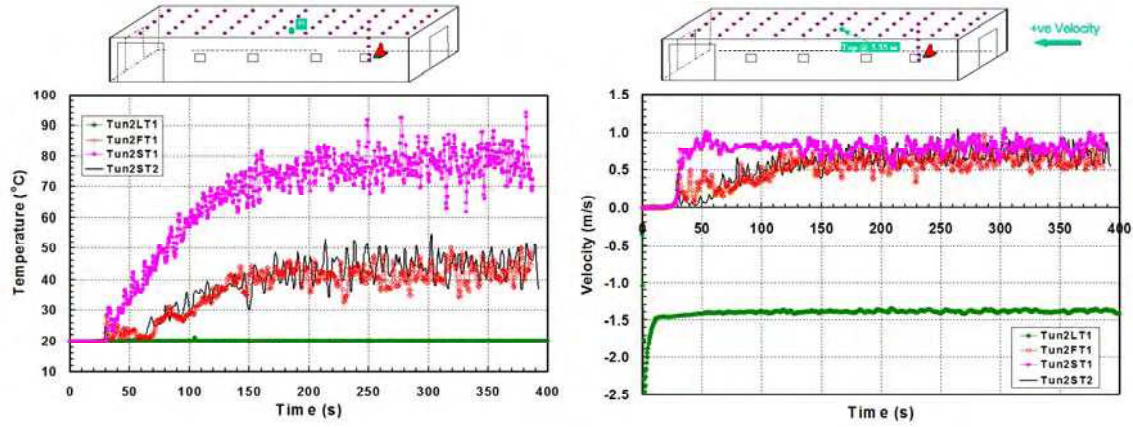 +ve Velocity
Top @ 5.35 m
Temperature (°C)
100
90
80
70
60
50
40
30
20
10
Tun2LT1
Tun2FT1
Tun2ST1
Tun2ST2
0 50 100 150 200 250 300 350 400
Time (s)
Velocity (m/s)
1.5
1.0
0.5
0.0
-0.5
-1.0
-1.5
-2.0
-2.5
0 50 100 150 200 250 300 350 400
Tun2LT1
Tun2FT1
Tun2ST1
Tun2ST2
Time (s)